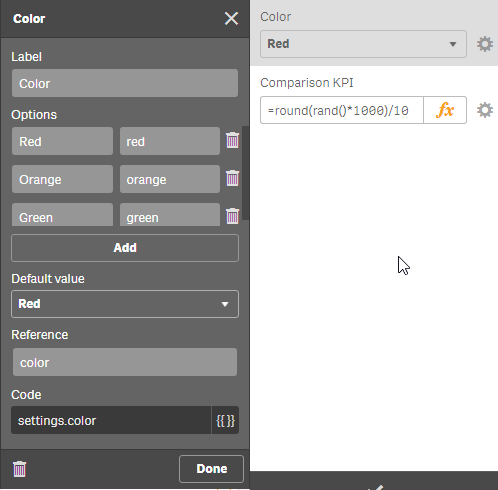 Color
Label
Color
Options
Red red
Orange orange
Green green
Add
Default value
Red
Reference
color
Code
settings.color {{ }}
Done
Color
Red
Comparison KPI
=round(rand()*1000)/10 fx